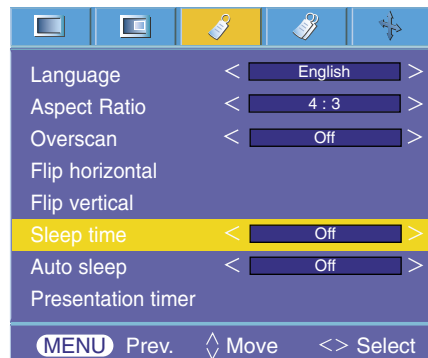 Language < English >
Aspect Ratio < 4 : 3 >
Overscan < Off >
Flip horizontal
Flip vertical
Sleep time < Off >
Auto sleep < Off >
Presentation timer
MENU Prev. Move <> Select